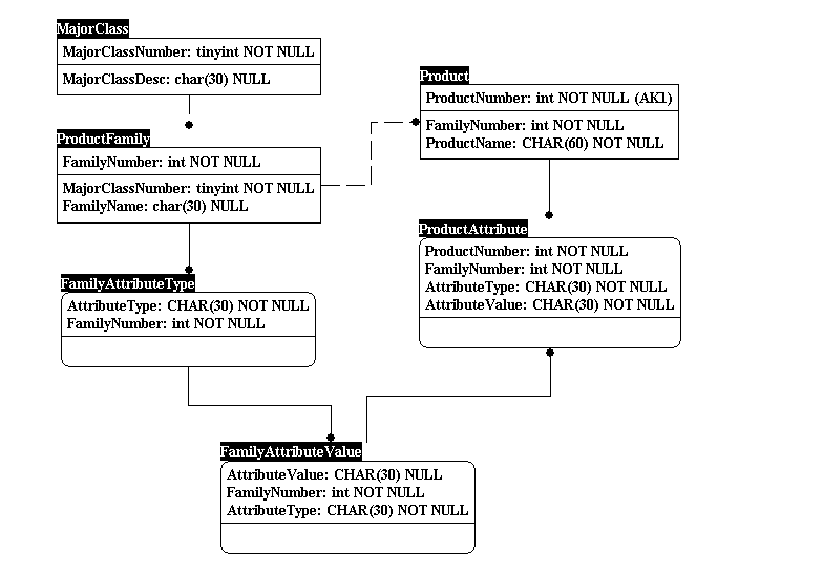 MajorClass
MajorClassNumber: tinyint NOT NULL
MajorClassDesc: char(30) NULL
ProductFamily
FamilyNumber: int NOT NULL
MajorClassNumber: tinyint NOT NULL
FamilyName: char(30) NULL
FamilyAttributeType
AttributeType: CHAR(30) NOT NULL
FamilyNumber: int NOT NULL
Product
ProductNumber: int NOT NULL (AK1)
FamilyNumber: int NOT NULL
ProductName: CHAR(60) NOT NULL
ProductAttribute
ProductNumber: int NOT NULL
FamilyNumber: int NOT NULL
AttributeType: CHAR(30) NOT NULL
AttributeValue: CHAR(30) NOT NULL
FamilyAttributeValue
AttributeValue: CHAR(30) NULL
FamilyNumber: int NOT NULL
AttributeType: CHAR(30) NOT NULL